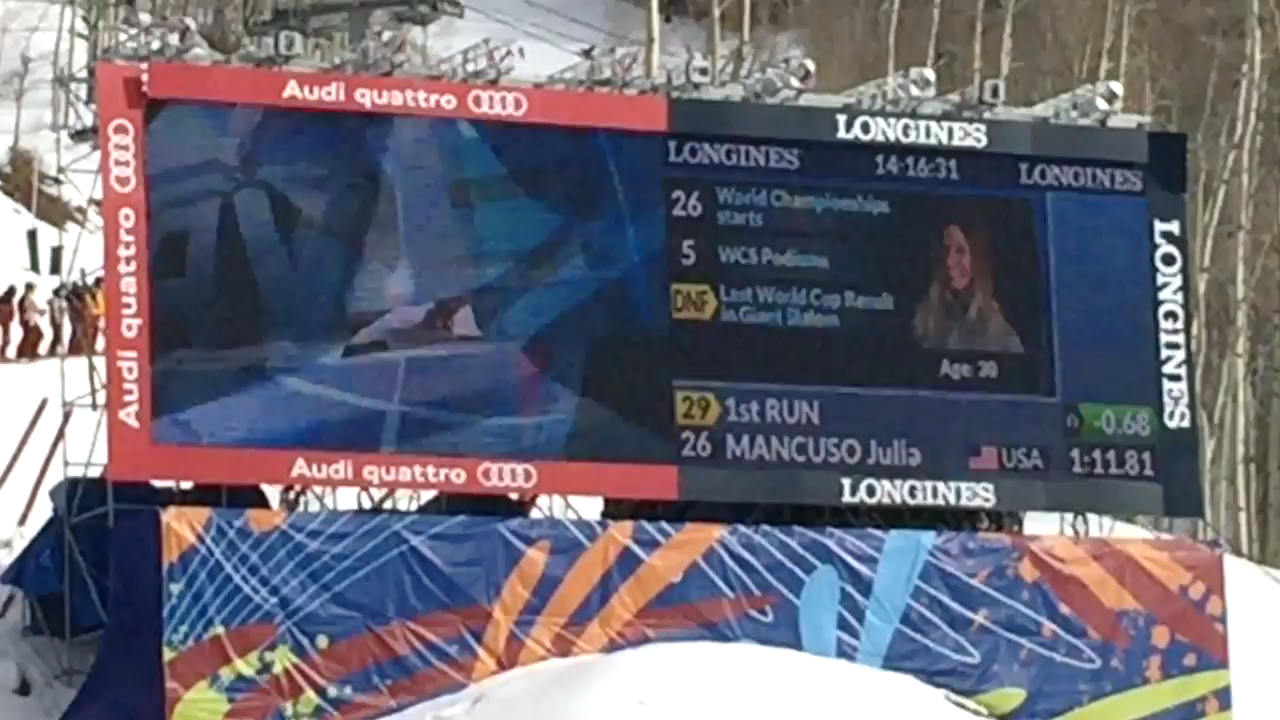 Audi quattro
Audi quattro
Audi quattro
LONGINES
LONGINES 14:16:31 LONGINES
26 World Championships
starts
5 WCS Podiums
DNF Last World Cup Result
in Giant Slalom
Age: 30
29 1st RUN -0.68
26 MANCUSO Julia USA 1:11.81
LONGINES
LONGINES